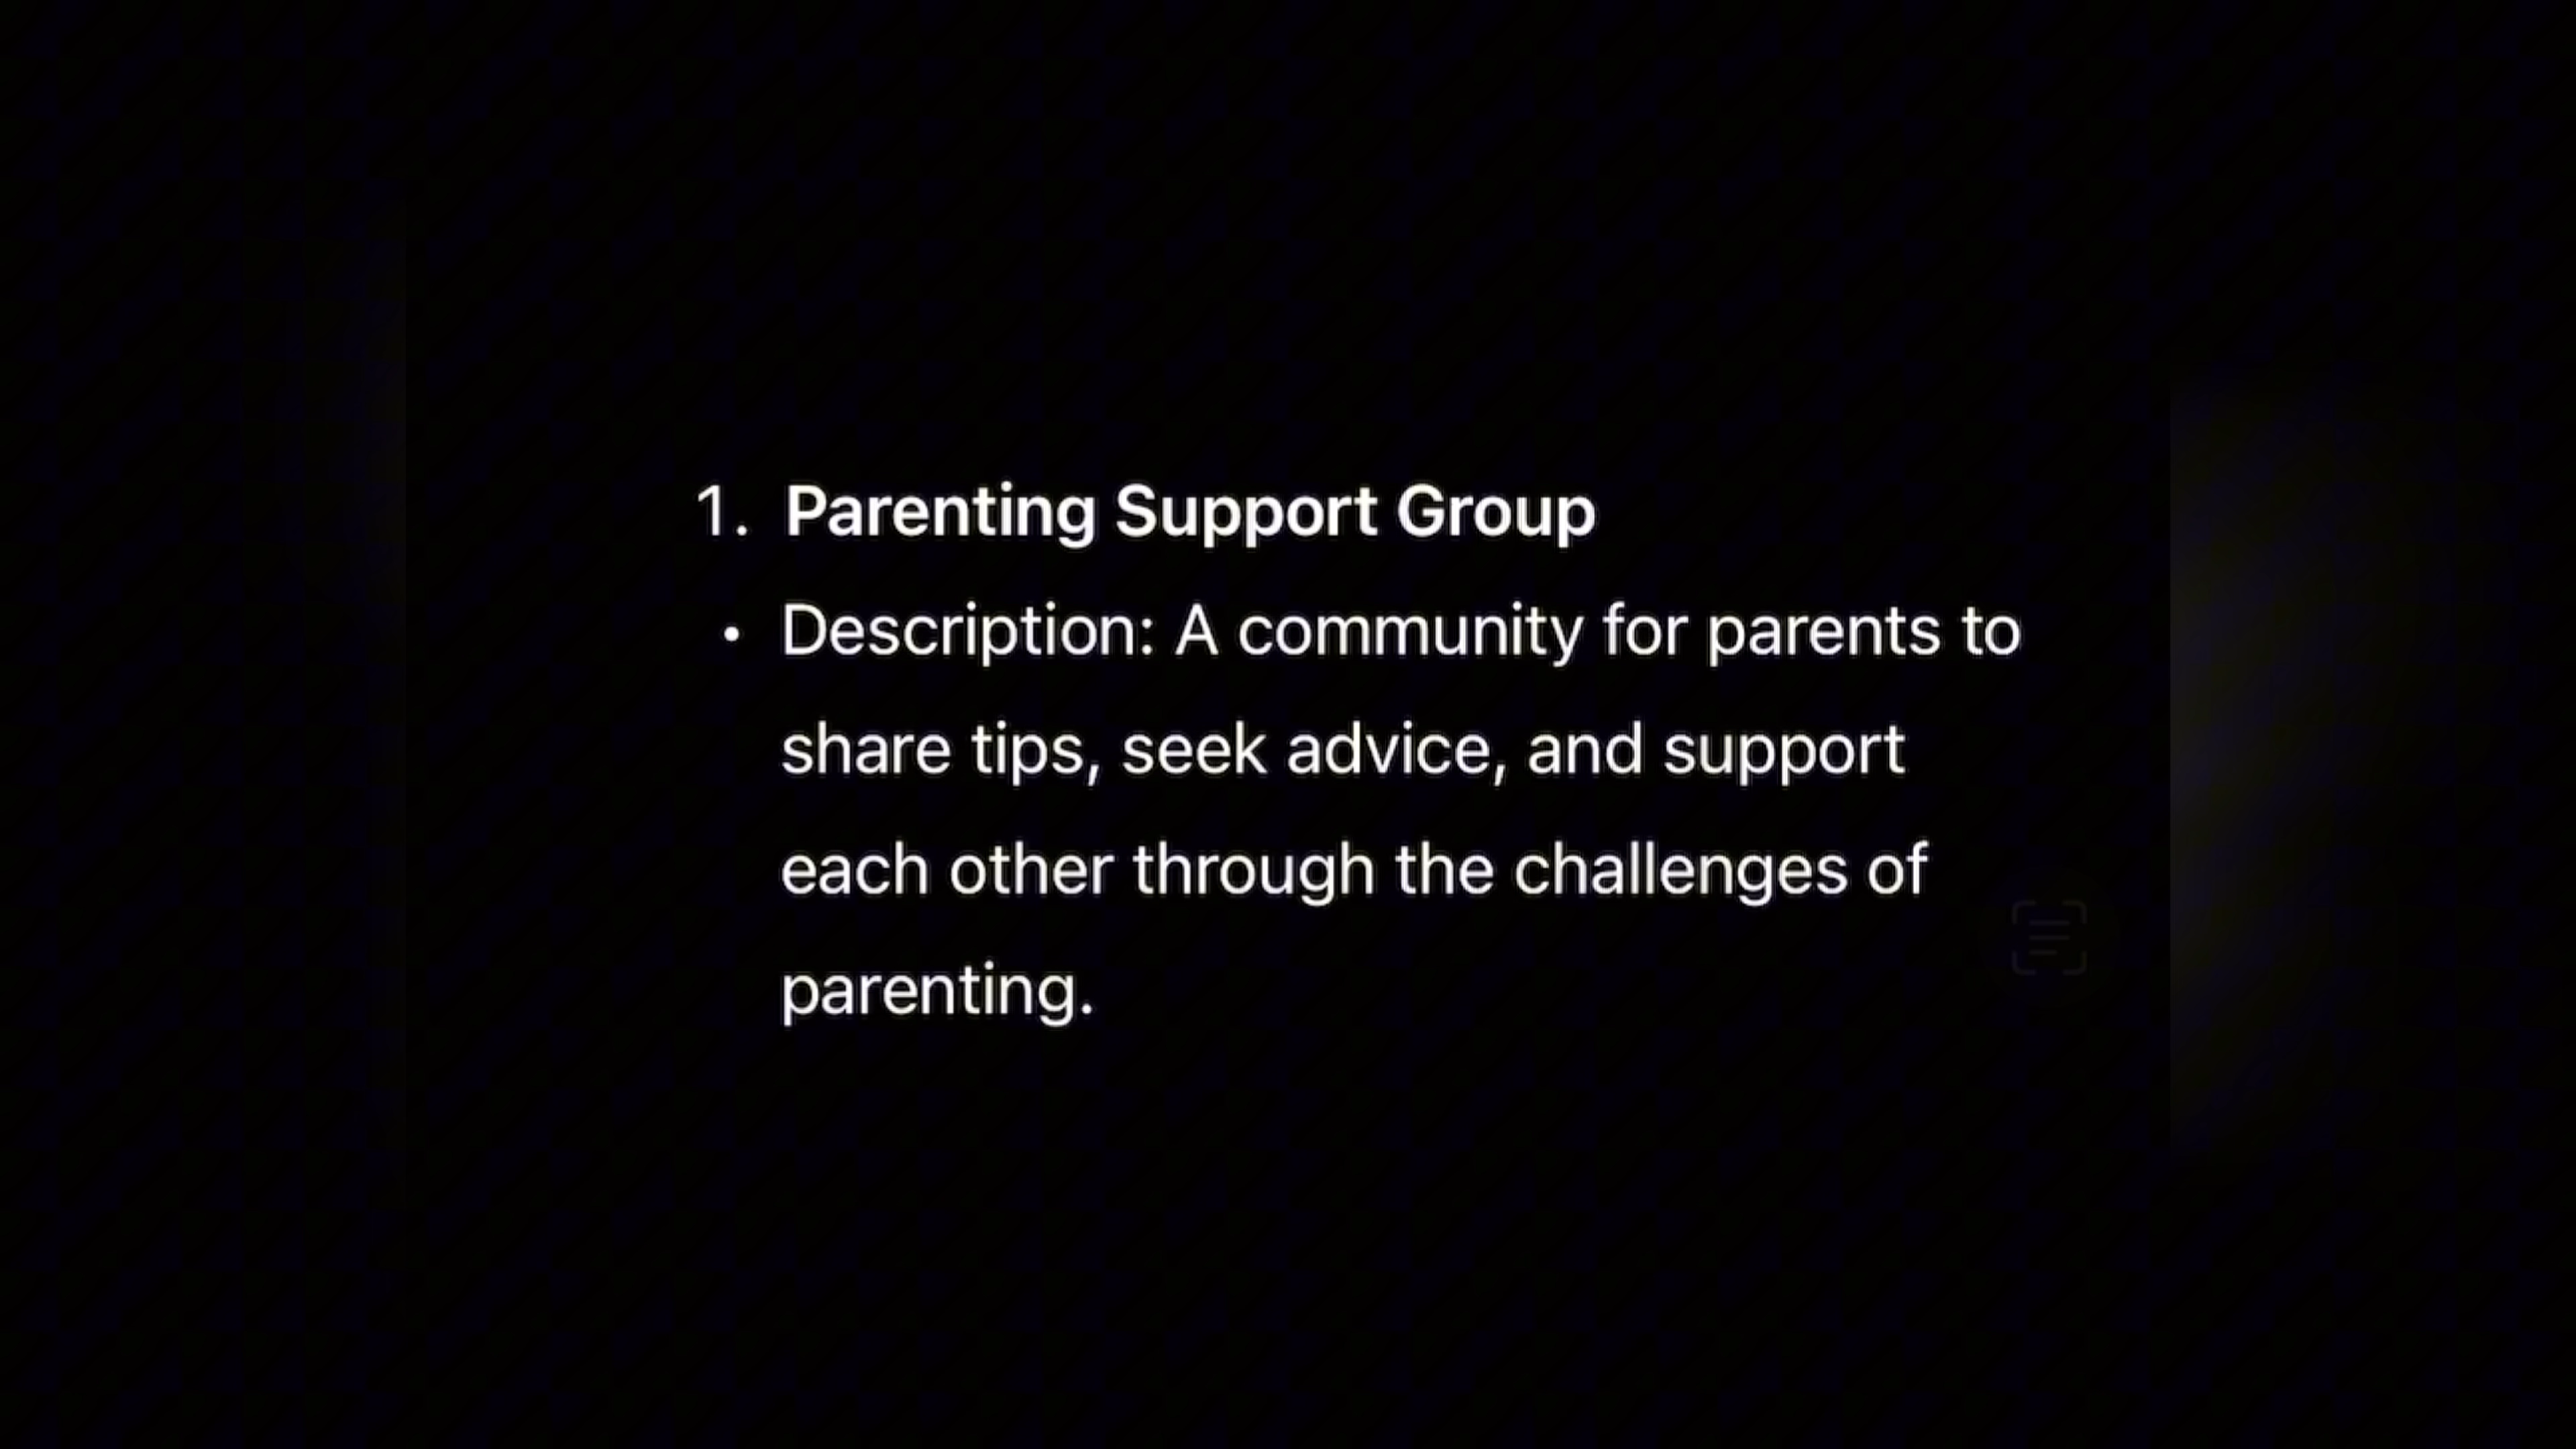 1. Parenting Support Group
• Description: A community for parents to
share tips, seek advice, and support
each other through the challenges of
parenting.